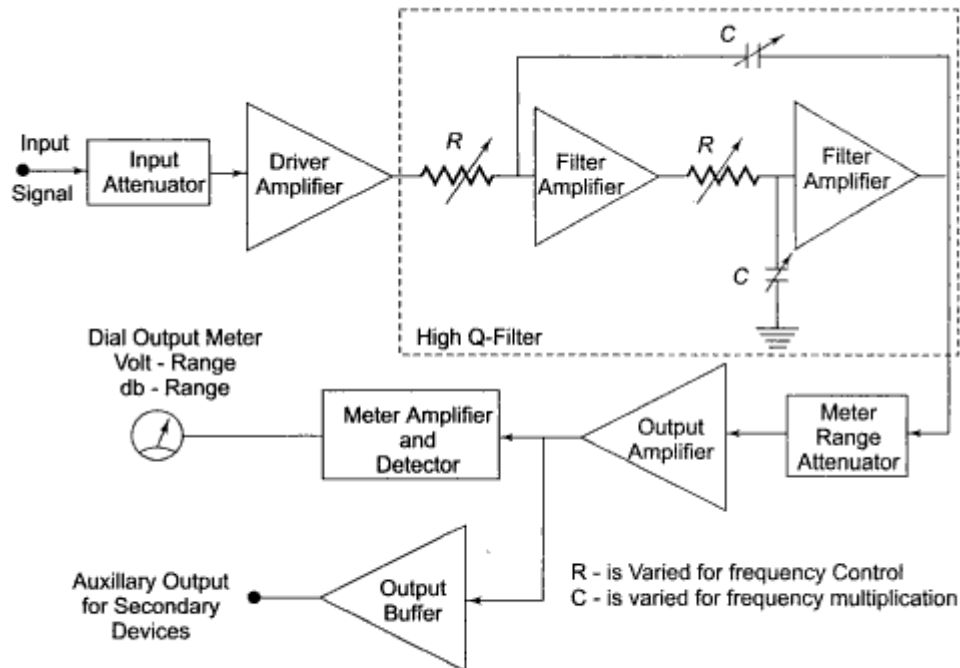 C
Input
Signal
Input
Attenuator
Driver
Amplifier
R
Filter
Amplifier
R
Filter
Amplifier
C
High Q-Filter
Dial Output Meter
Volt - Range
db - Range
Meter Amplifier
and
Detector
Output
Amplifier
Meter
Range
Attenuator
Auxillary Output
for Secondary
Devices
Output
Buffer
R - is Varied for frequency Control
C - is varied for frequency multiplication